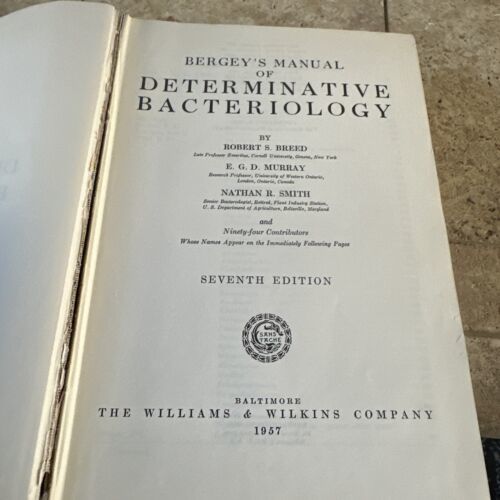 BERGEY'S MANUAL
OF
DETERMINATIVE
BACTERIOLOGY
BY
ROBERT S. BREED
Late Professor Emeritus, Cornell University, Geneva, New York
E. G. D. MURRAY
Research Professor, University of Western Ontario,
London, Ontario, Canada
NATHAN R. SMITH
Senior Bacteriologist, Retired, Plant Industry Station,
U. S. Department of Agriculture, Beltsville, Maryland
and
Ninety-four Contributors
Whose Names Appear on the Immediately Following Pages
SEVENTH EDITION
SANS
TACHE
BALTIMORE
THE WILLIAMS & WILKINS COMPANY
1957